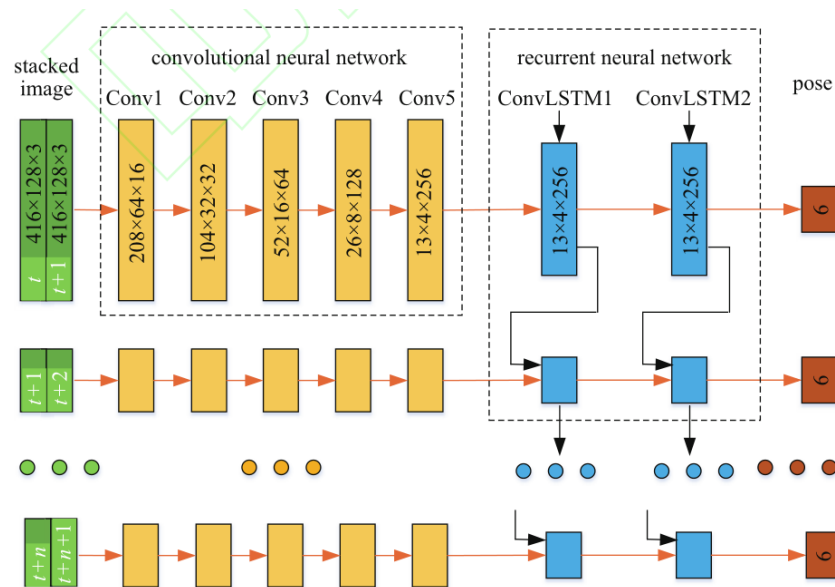 convolutional neural network
recurrent neural network
stacked
image
pose
Conv1
Conv2
Conv3
Conv4
Conv5
ConvLSTM1
ConvLSTM2
416×128×3
416×128×3
t
t+1
208×64×16
104×32×32
52×16×64
26×8×128
13×4×256
13×4×256
13×4×256
6
t+1
t+2
6
t+n
t+n+1
6